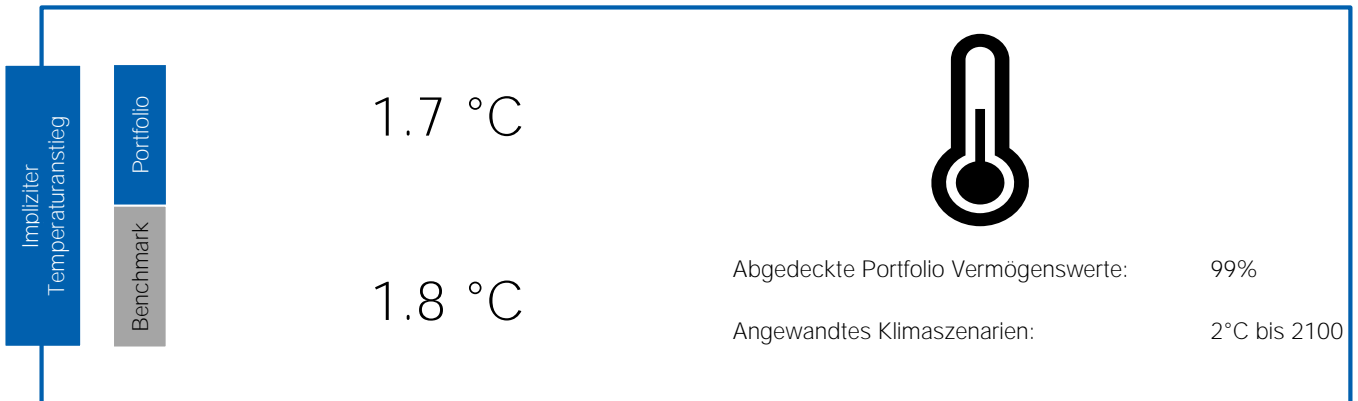 Impliziter
Temperaturanstieg
Portfolio
1.7 °C
Benchmark
1.8 °C
Abgedeckte Portfolio Vermögenswerte: 99%
Angewandtes Klimaszenarien: 2°C bis 2100